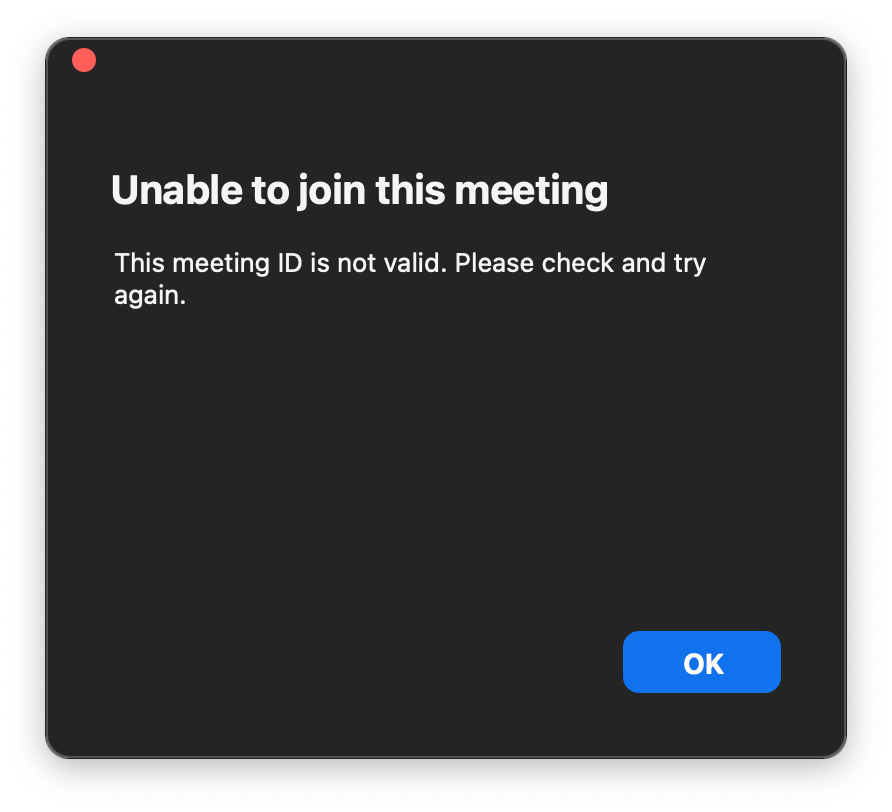 Unable to join this meeting
This meeting ID is not valid. Please check and try
again.
OK